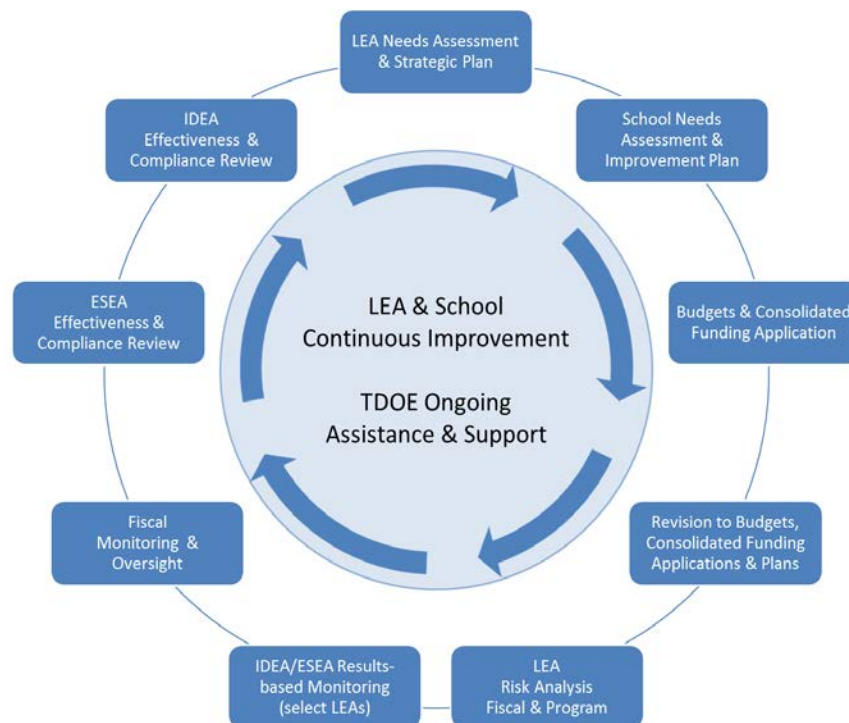 LEA Needs Assessment
& Strategic Plan
School Needs
Assessment &
Improvement Plan
Budgets & Consolidated
Funding Application
Revision to Budgets,
Consolidated Funding
Applications & Plans
LEA
Risk Analysis
Fiscal & Program
IDEA/ESEA Results-
based Monitoring
(select LEAs)
Fiscal
Monitoring &
Oversight
ESEA
Effectiveness &
Compliance Review
IDEA
Effectiveness &
Compliance Review
LEA & School
Continuous Improvement
TDOE Ongoing
Assistance & Support